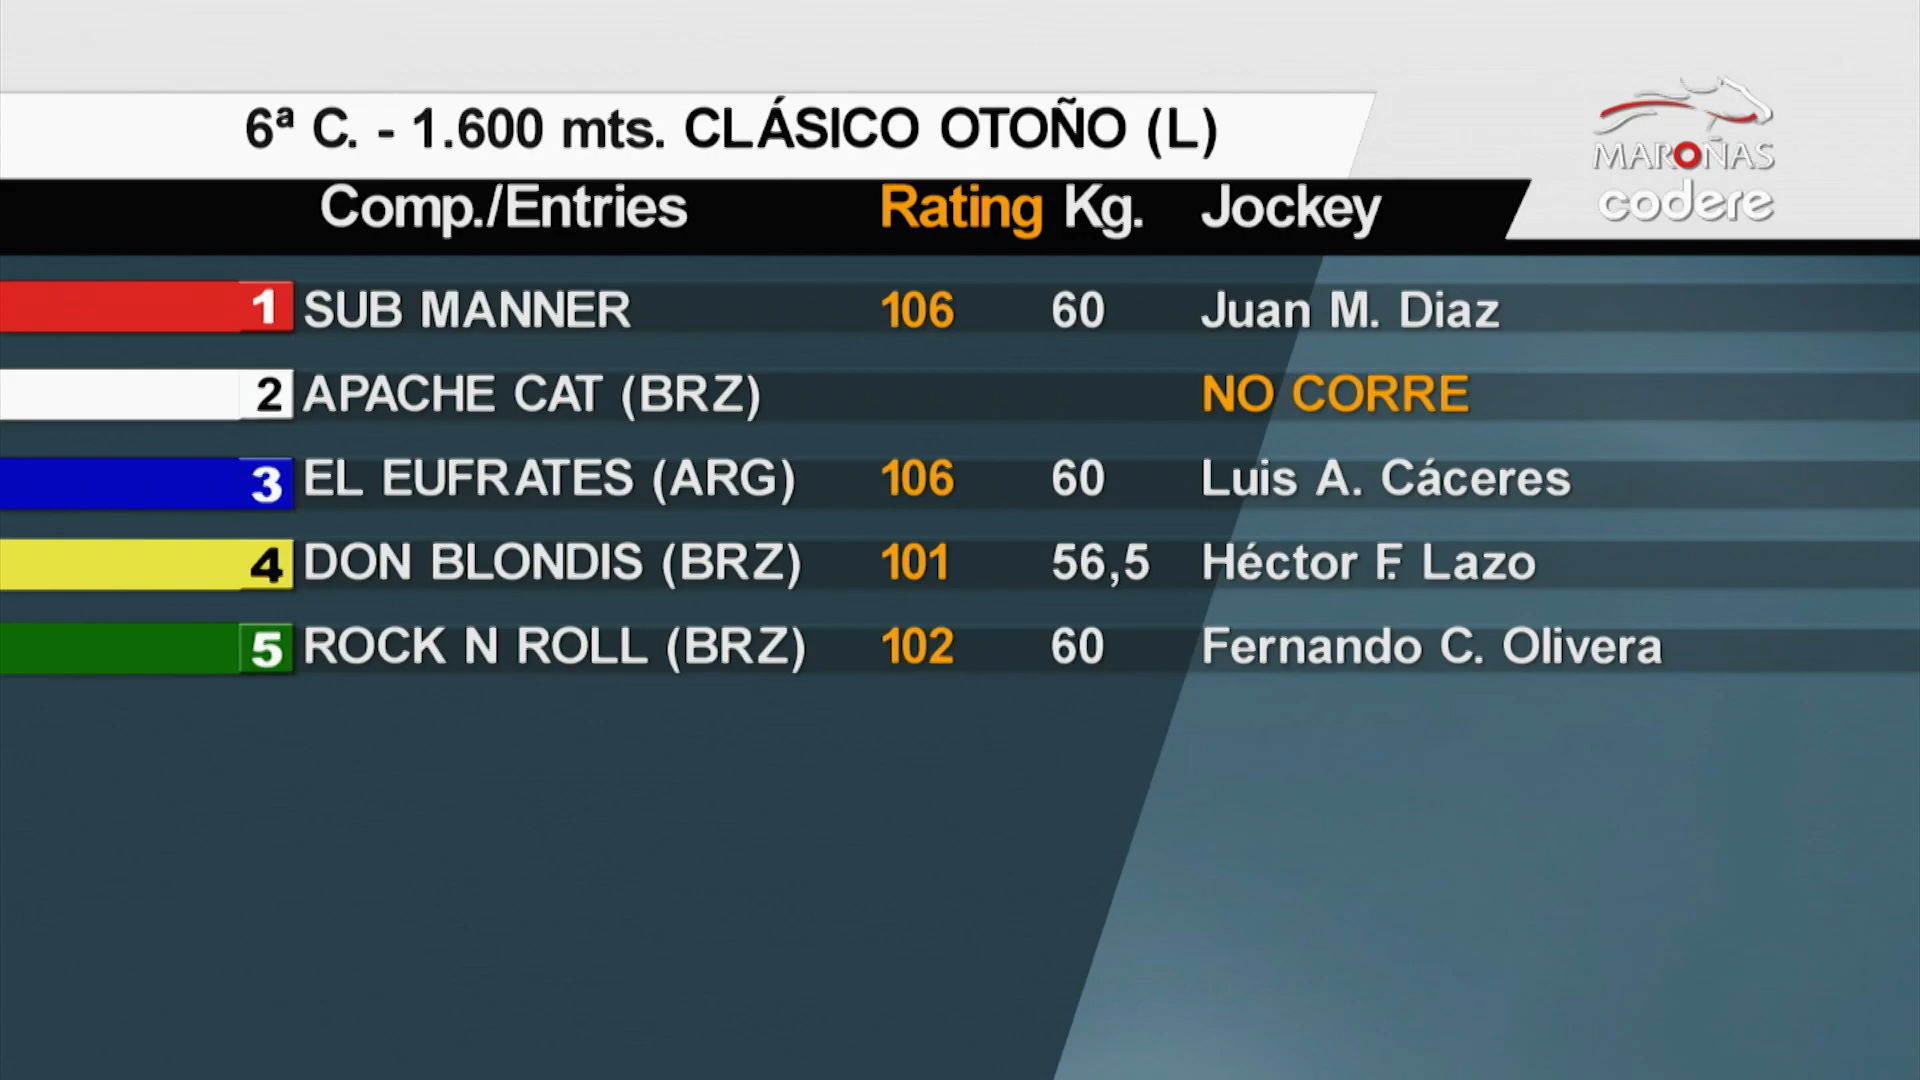 6ª C. - 1.600 mts. CLÁSICO OTOÑO (L)
MAROÑAS
codere
Comp./Entries Rating Kg. Jockey
1 SUB MANNER 106 60 Juan M. Diaz
2 APACHE CAT (BRZ) NO CORRE
3 EL EUFRATES (ARG) 106 60 Luis A. Cáceres
4 DON BLONDIS (BRZ) 101 56,5 Héctor F. Lazo
5 ROCK N ROLL (BRZ) 102 60 Fernando C. Olivera